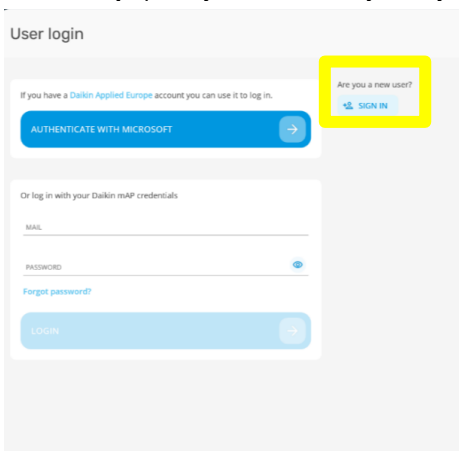 User login
If you have a Daikin Applied Europe account you can use it to log in.
AUTHENTICATE WITH MICROSOFT
Are you a new user?
SIGN IN
Or log in with your Daikin mAP credentials
MAIL
PASSWORD
Forgot password?
LOGIN